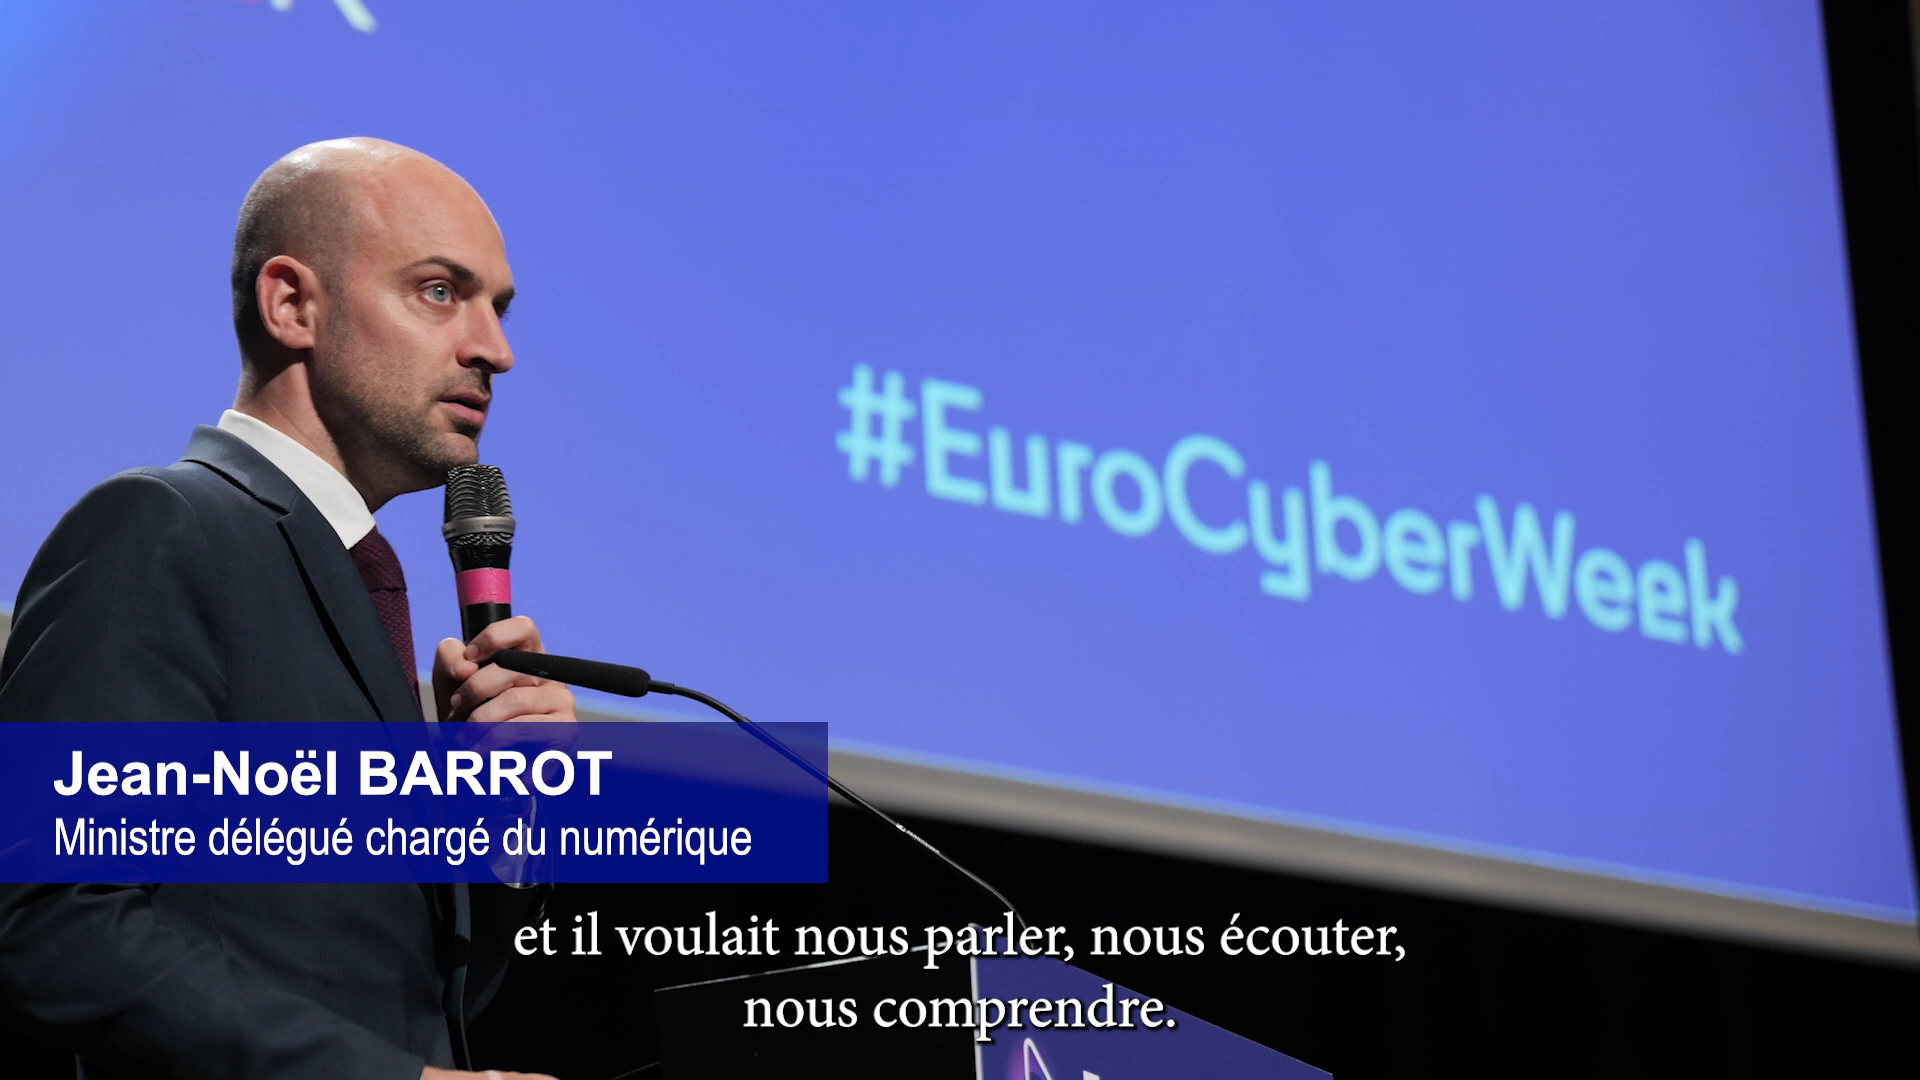 #EuroCyberWeek
Jean-Noël BARROT
Ministre délégué chargé du numérique
et il voulait nous parler, nous écouter,
nous comprendre.